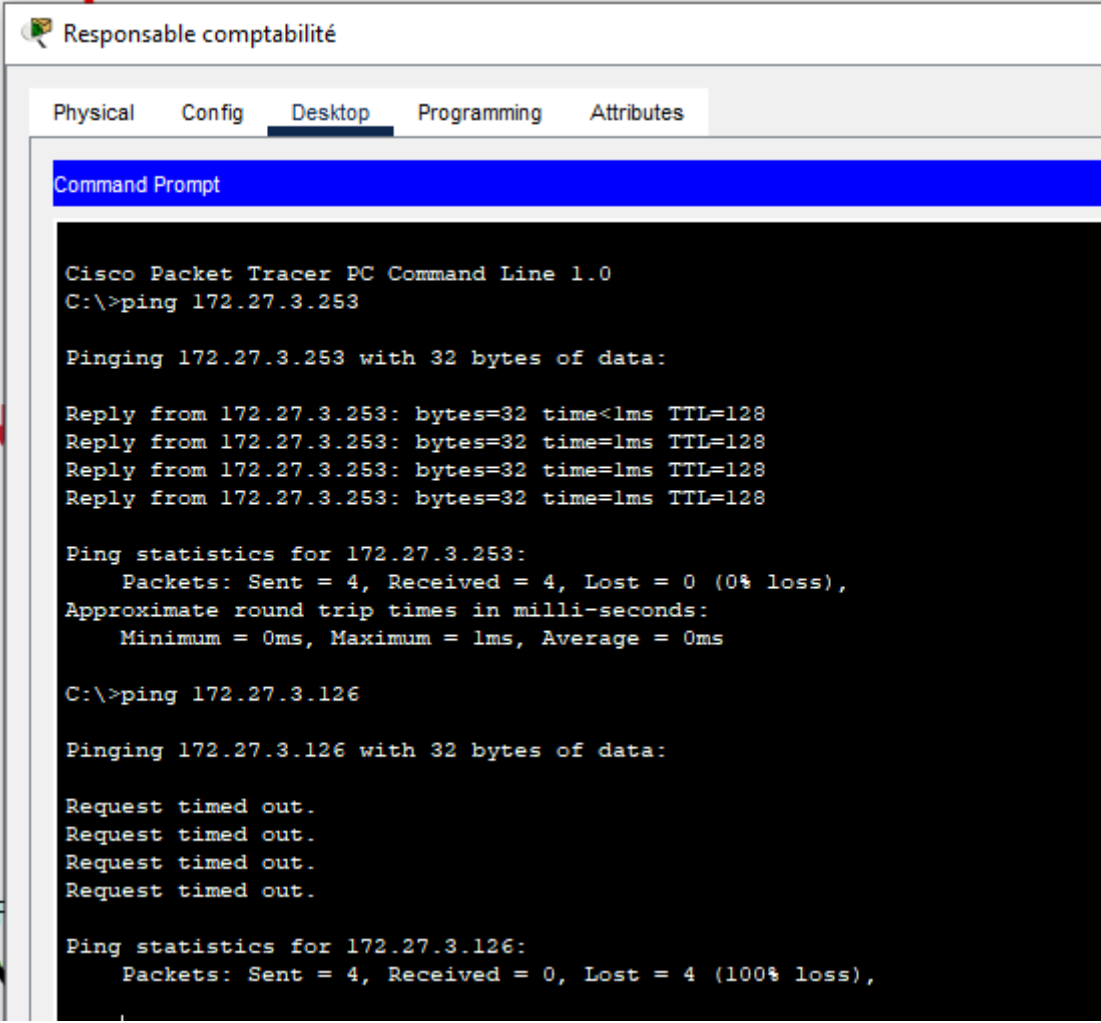 Responsable comptabilité
Physical Config Desktop Programming Attributes
Command Prompt
Cisco Packet Tracer PC Command Line 1.0
C:\>ping 172.27.3.253
Pinging 172.27.3.253 with 32 bytes of data:
Reply from 172.27.3.253: bytes=32 time<1ms TTL=128
Reply from 172.27.3.253: bytes=32 time=1ms TTL=128
Reply from 172.27.3.253: bytes=32 time=1ms TTL=128
Reply from 172.27.3.253: bytes=32 time=1ms TTL=128
Ping statistics for 172.27.3.253:
Packets: Sent = 4, Received = 4, Lost = 0 (0% loss),
Approximate round trip times in milli-seconds:
Minimum = 0ms, Maximum = 1ms, Average = 0ms
C:\>ping 172.27.3.126
Pinging 172.27.3.126 with 32 bytes of data:
Request timed out.
Request timed out.
Request timed out.
Request timed out.
Ping statistics for 172.27.3.126:
Packets: Sent = 4, Received = 0, Lost = 4 (100% loss),